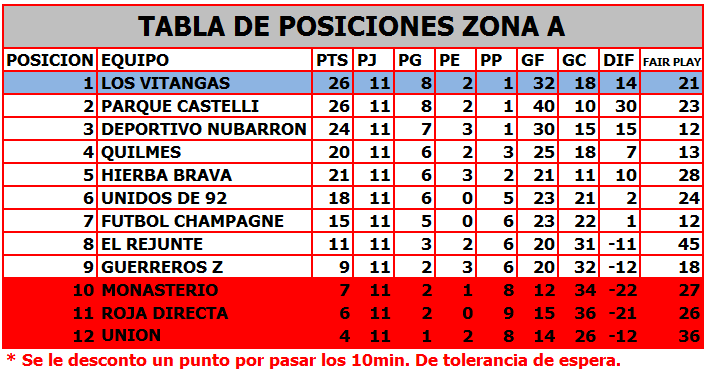 TABLA DE POSICIONES ZONA A
POSICION EQUIPO PTS PJ PG PE PP GF GC DIF FAIR PLAY
1 LOS VITANGAS 26 11 8 2 1 32 18 14 21
2 PARQUE CASTELLI 26 11 8 2 1 40 10 30 23
3 DEPORTIVO NUBARRON 24 11 7 3 1 30 15 15 12
4 QUILMES 20 11 6 2 3 25 18 7 13
5 HIERBA BRAVA 21 11 6 3 2 21 11 10 28
6 UNIDOS DE 92 18 11 6 0 5 23 21 2 24
7 FUTBOL CHAMPAGNE 15 11 5 0 6 23 22 1 12
8 EL REJUNTE 11 11 3 2 6 20 31 -11 45
9 GUERREROS Z 9 11 2 3 6 20 32 -12 18
10 MONASTERIO 7 11 2 1 8 12 34 -22 27
11 ROJA DIRECTA 6 11 2 0 9 15 36 -21 26
12 UNION 4 11 1 2 8 14 26 -12 36
* Se le desconto un punto por pasar los 10min. De tolerancia de espera.